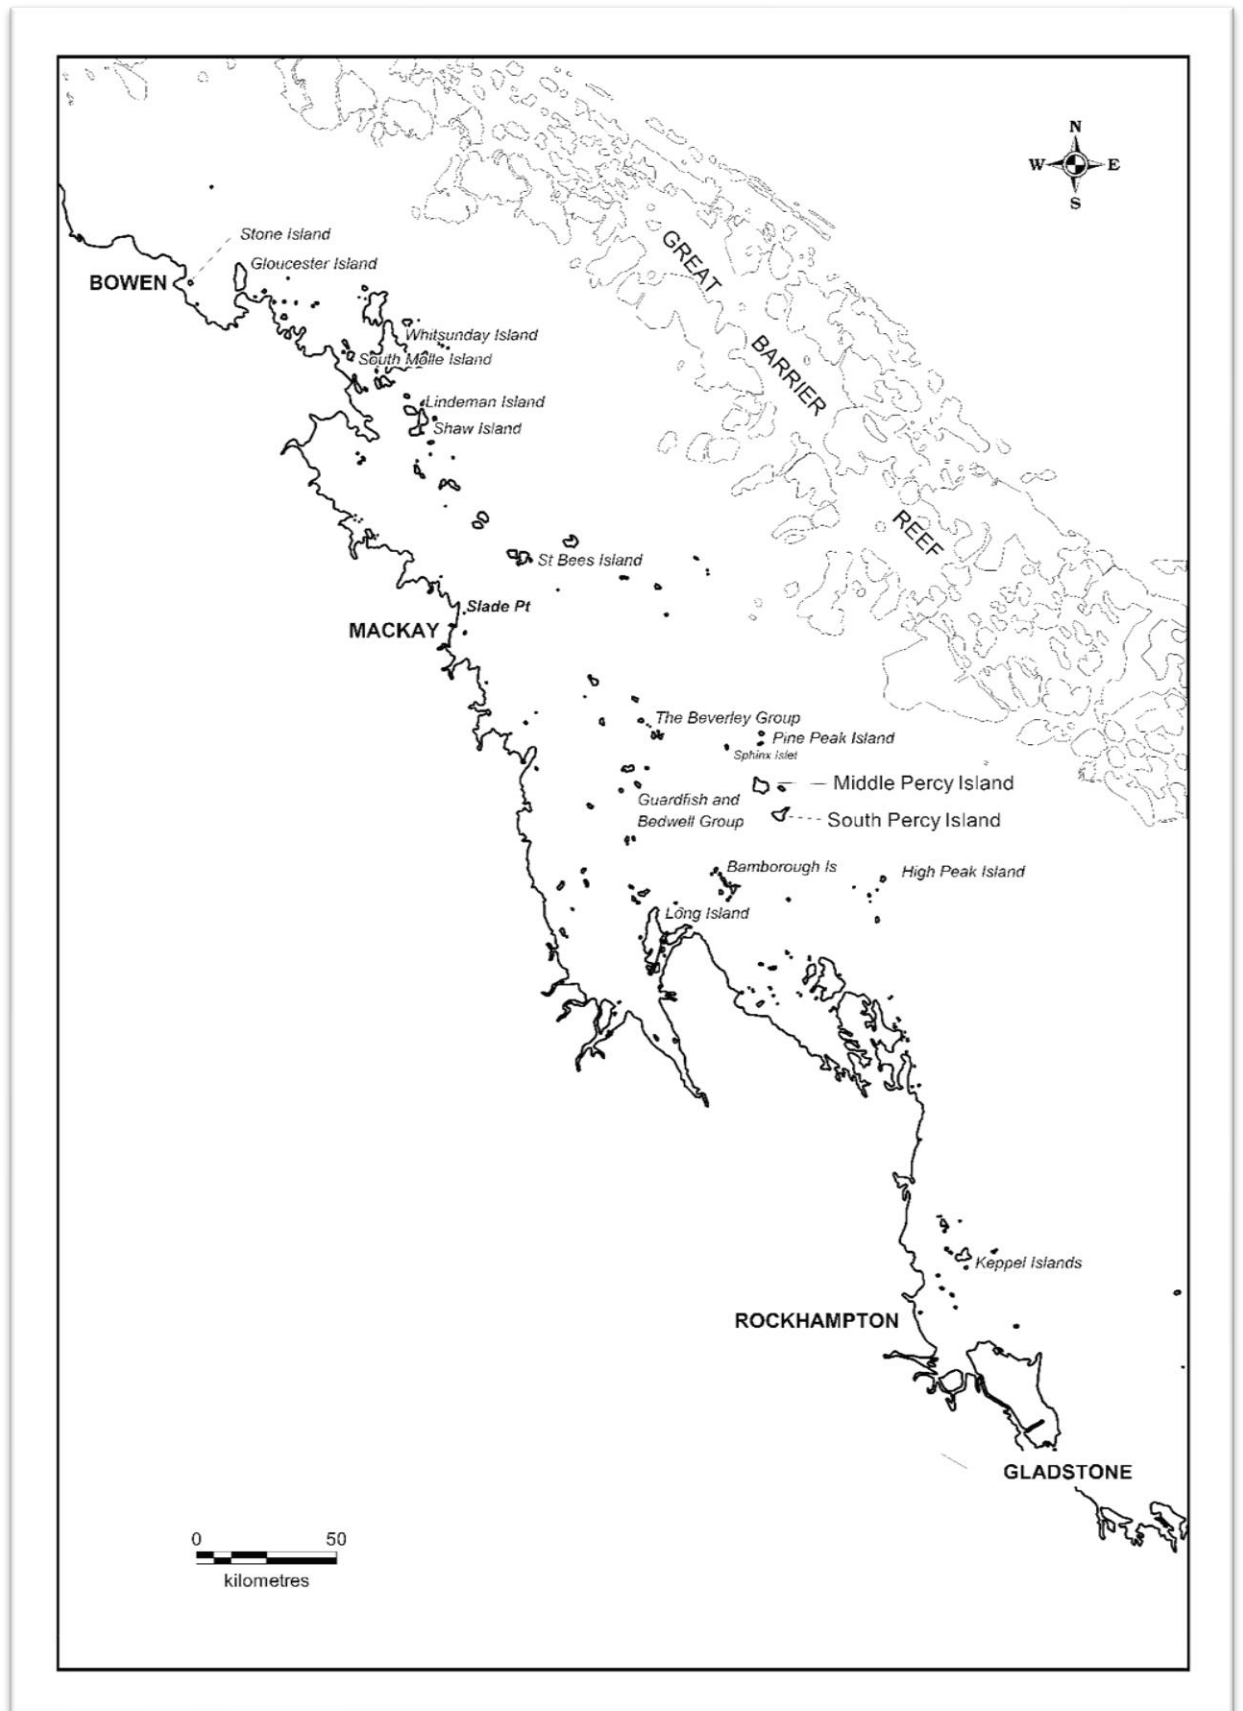 N
W E
S
Stone Island
Gloucester Island
BOWEN
GREAT
Whitsunday Island
South Molle Island
BARRIER
Lindeman Island
Shaw Island
REEF
St Bees Island
Slade Pt
MACKAY
The Beverley Group
Pine Peak Island
Sphinx Islet
Middle Percy Island
Guardfish and
Bedwell Group
South Percy Island
Bamborough Is
High Peak Island
Long Island
Keppel Islands
ROCKHAMPTON
GLADSTONE
0 50
kilometres